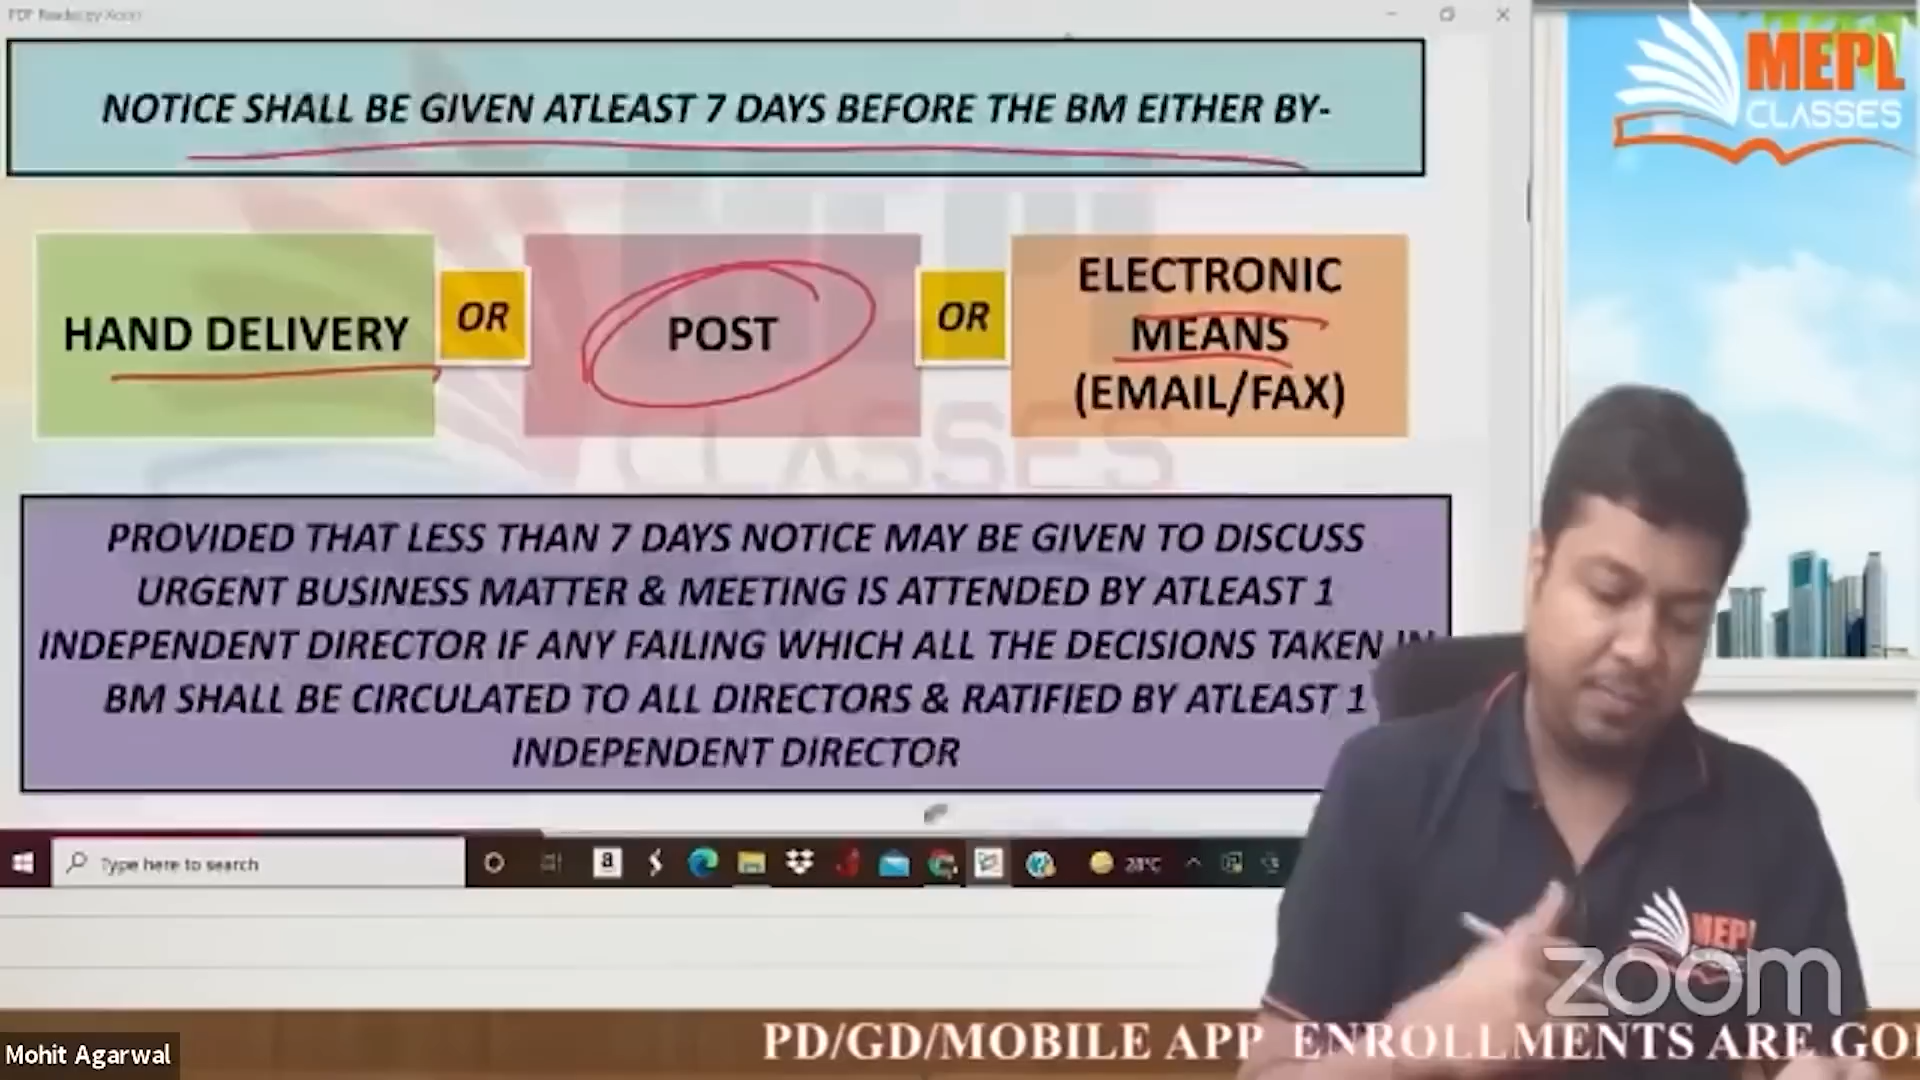 MEPL
CLASSES
NOTICE SHALL BE GIVEN ATLEAST 7 DAYS BEFORE THE BM EITHER BY-
HAND DELIVERY
OR
POST
OR
ELECTRONIC
MEANS
(EMAIL/FAX)
CLASSES
PROVIDED THAT LESS THAN 7 DAYS NOTICE MAY BE GIVEN TO DISCUSS
URGENT BUSINESS MATTER & MEETING IS ATTENDED BY ATLEAST 1
INDEPENDENT DIRECTOR IF ANY FAILING WHICH ALL THE DECISIONS TAKEN IN
BM SHALL BE CIRCULATED TO ALL DIRECTORS & RATIFIED BY ATLEAST 1
INDEPENDENT DIRECTOR
Type here to search
28°C
MEPL
zoom
Mohit Agarwal
PD/GD/MOBILE APP ENROLLMENTS ARE